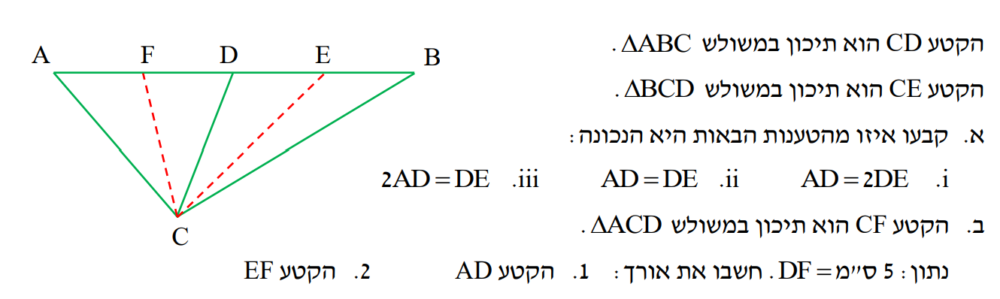 A F D E B
C
הקטע CD הוא תיכון במשולש ΔABC.
הקטע CE הוא תיכון במשולש ΔBCD.
א. קבעו איזו מהטענות הבאות היא הנכונה:
i. AD = 2DE ii. AD = DE iii. 2AD = DE
ב. הקטע CF הוא תיכון במשולש ΔACD.
נתון: 5 ס״מ = DF. חשבו את אורך: 1. הקטע AD 2. הקטע EF